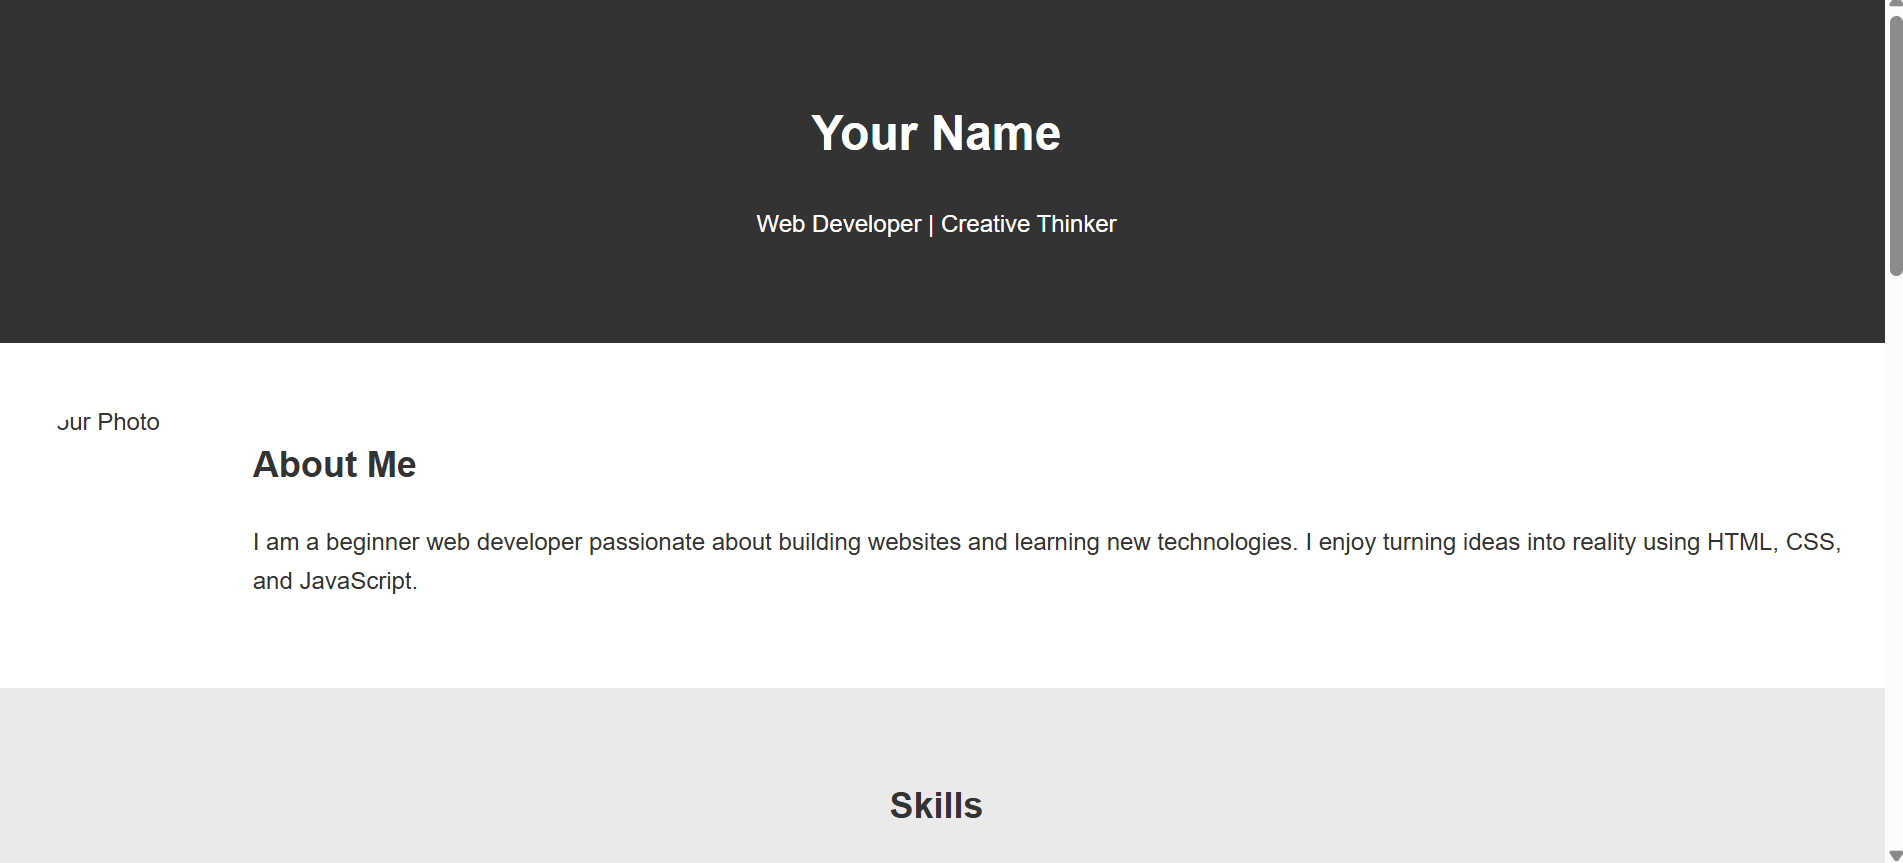 Your Name
Web Developer | Creative Thinker
our Photo
About Me
I am a beginner web developer passionate about building websites and learning new technologies. I enjoy turning ideas into reality using HTML, CSS,
and JavaScript.
Skills